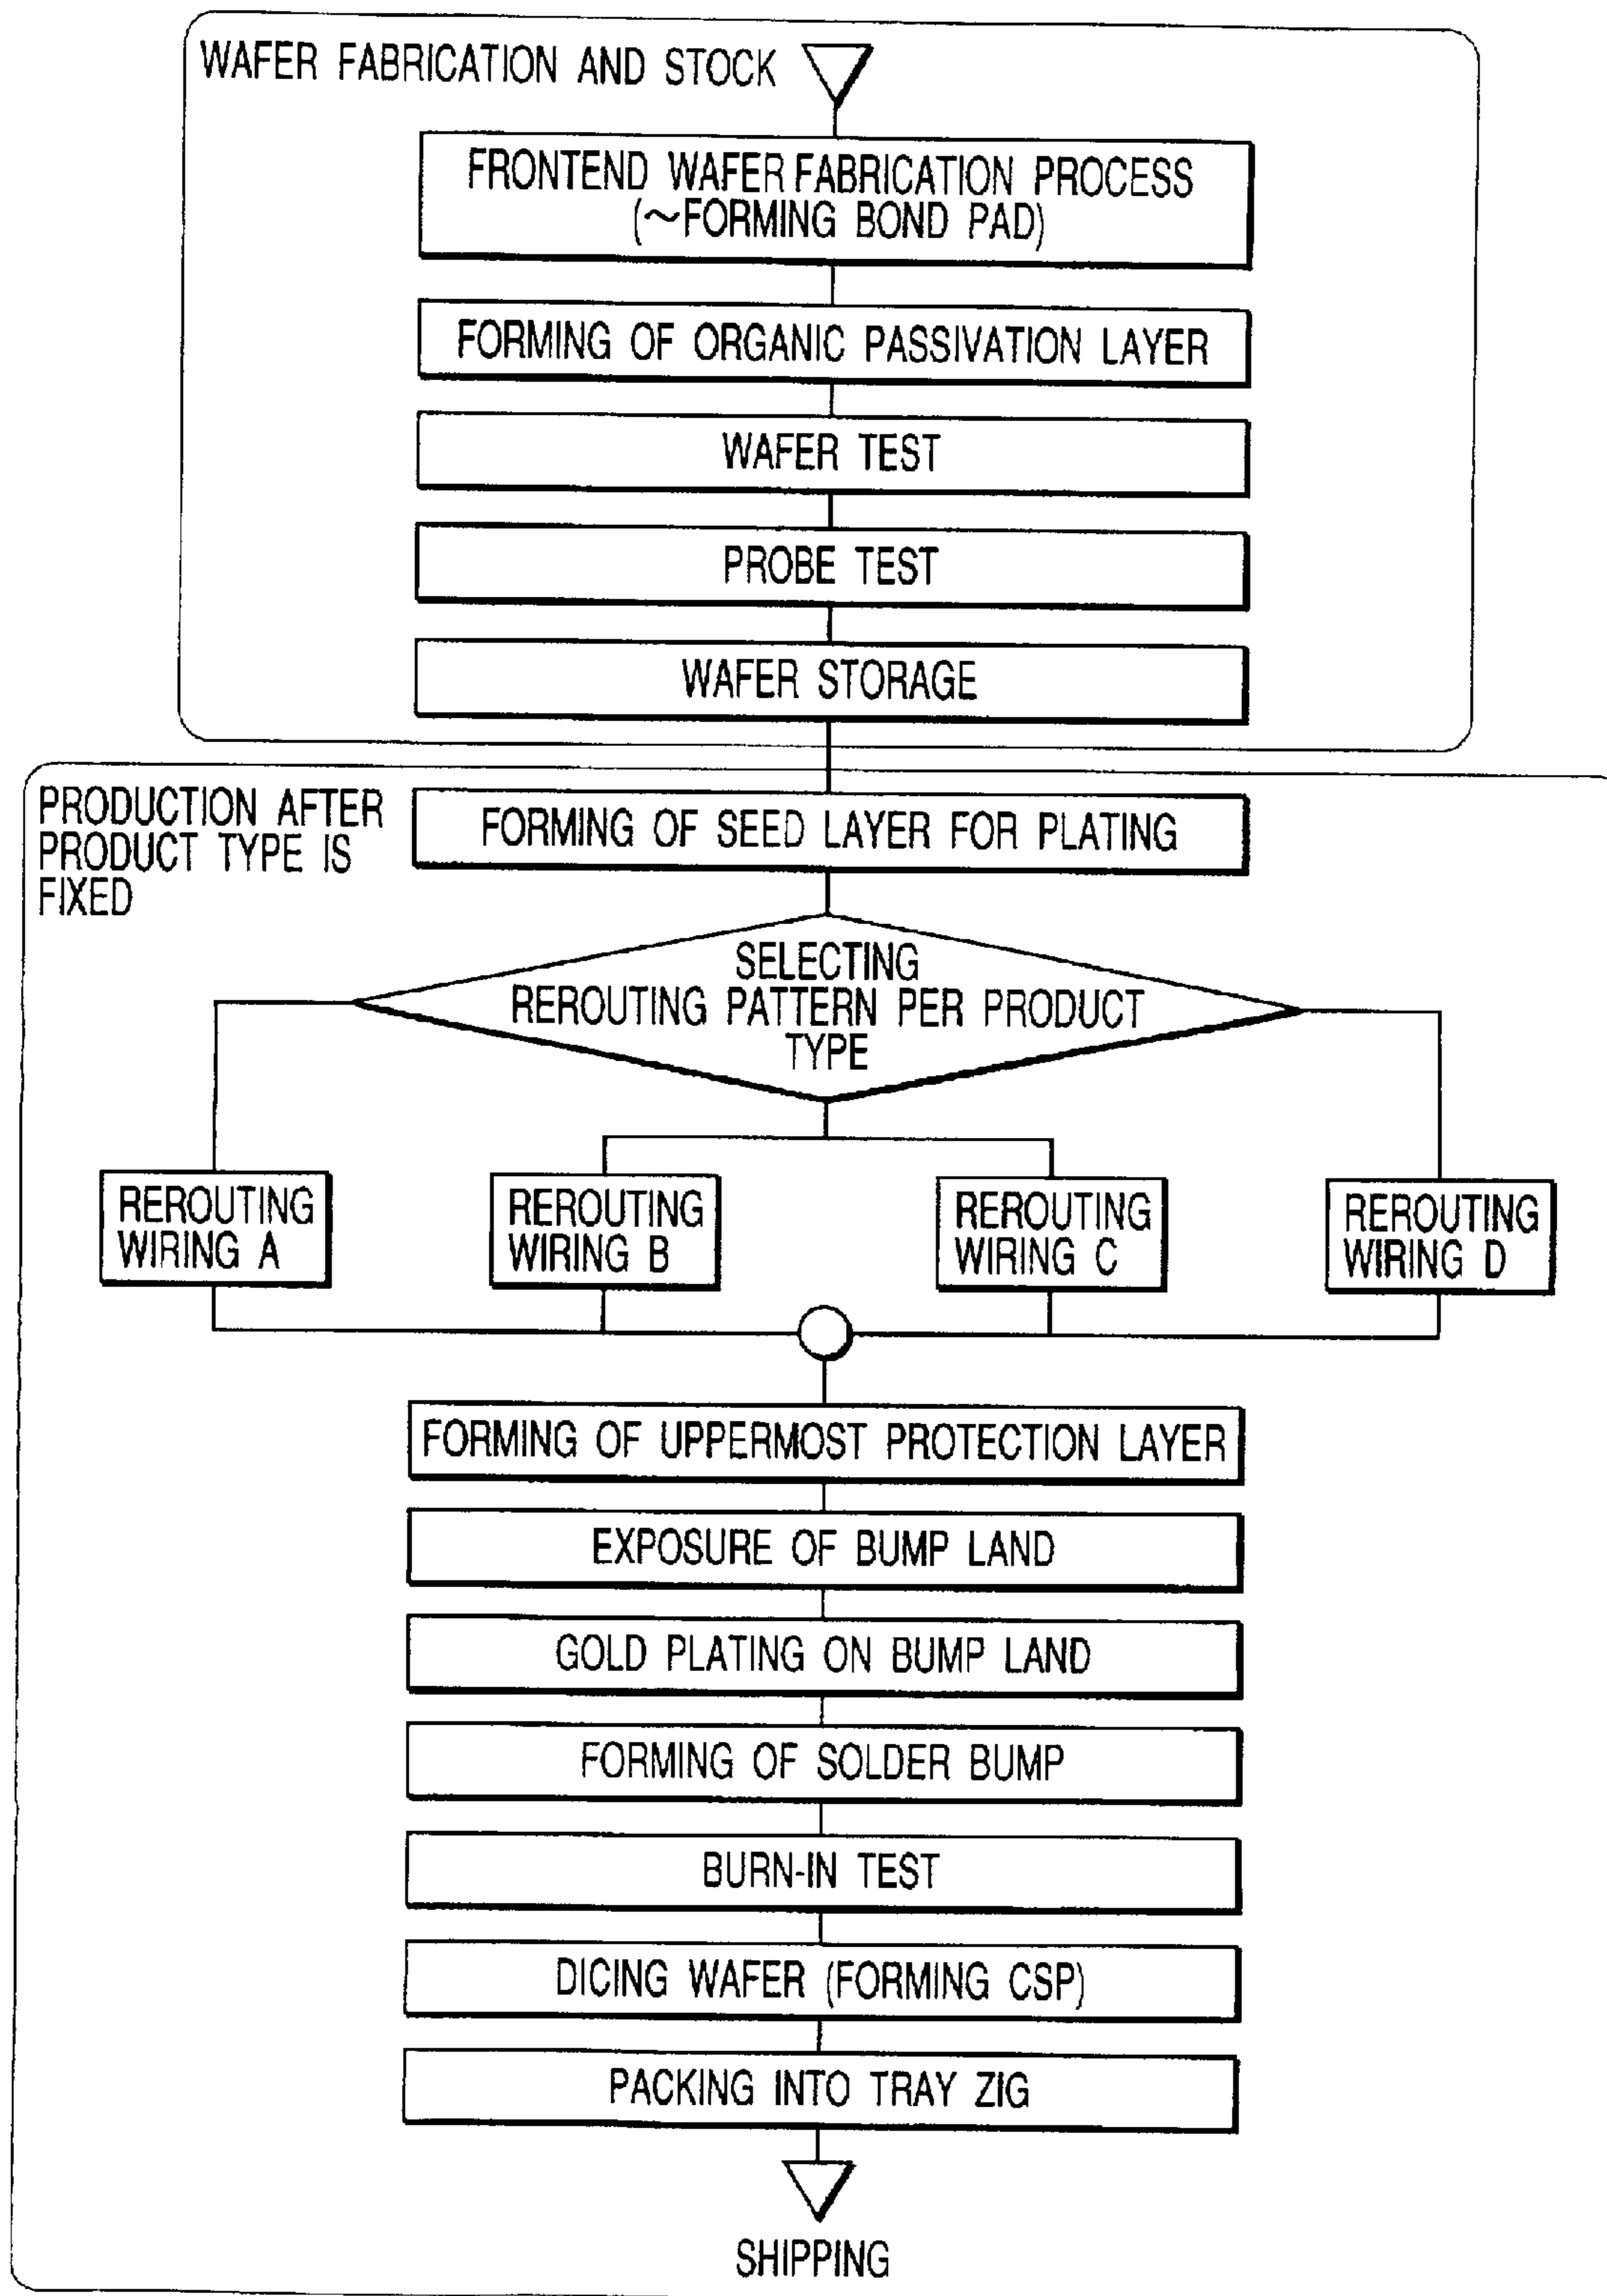 WAFER FABRICATION AND STOCK
FRONTEND WAFER FABRICATION PROCESS
(~FORMING BOND PAD)
FORMING OF ORGANIC PASSIVATION LAYER
WAFER TEST
PROBE TEST
WAFER STORAGE
PRODUCTION AFTER
PRODUCT TYPE IS
FIXED
FORMING OF SEED LAYER FOR PLATING
SELECTING
REROUTING PATTERN PER PRODUCT
TYPE
REROUTING
WIRING A
REROUTING
WIRING B
REROUTING
WIRING C
REROUTING
WIRING D
FORMING OF UPPERMOST PROTECTION LAYER
EXPOSURE OF BUMP LAND
GOLD PLATING ON BUMP LAND
FORMING OF SOLDER BUMP
BURN-IN TEST
DICING WAFER (FORMING CSP)
PACKING INTO TRAY ZIG
SHIPPING